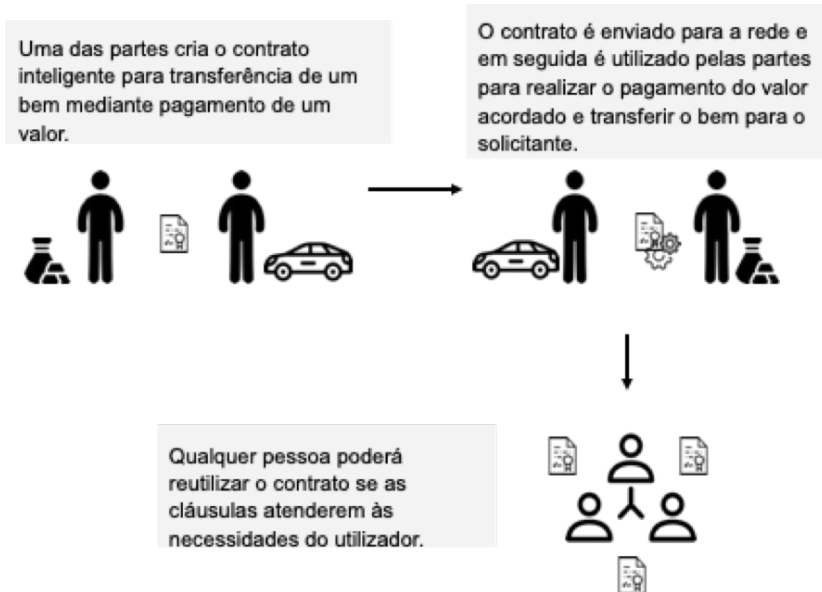 Uma das partes cria o contrato
inteligente para transferência de um
bem mediante pagamento de um
valor.
O contrato é enviado para a rede e
em seguida é utilizado pelas partes
para realizar o pagamento do valor
acordado e transferir o bem para o
solicitante.
Qualquer pessoa poderá
reutilizar o contrato se as
cláusulas atenderem às
necessidades do utilizador.